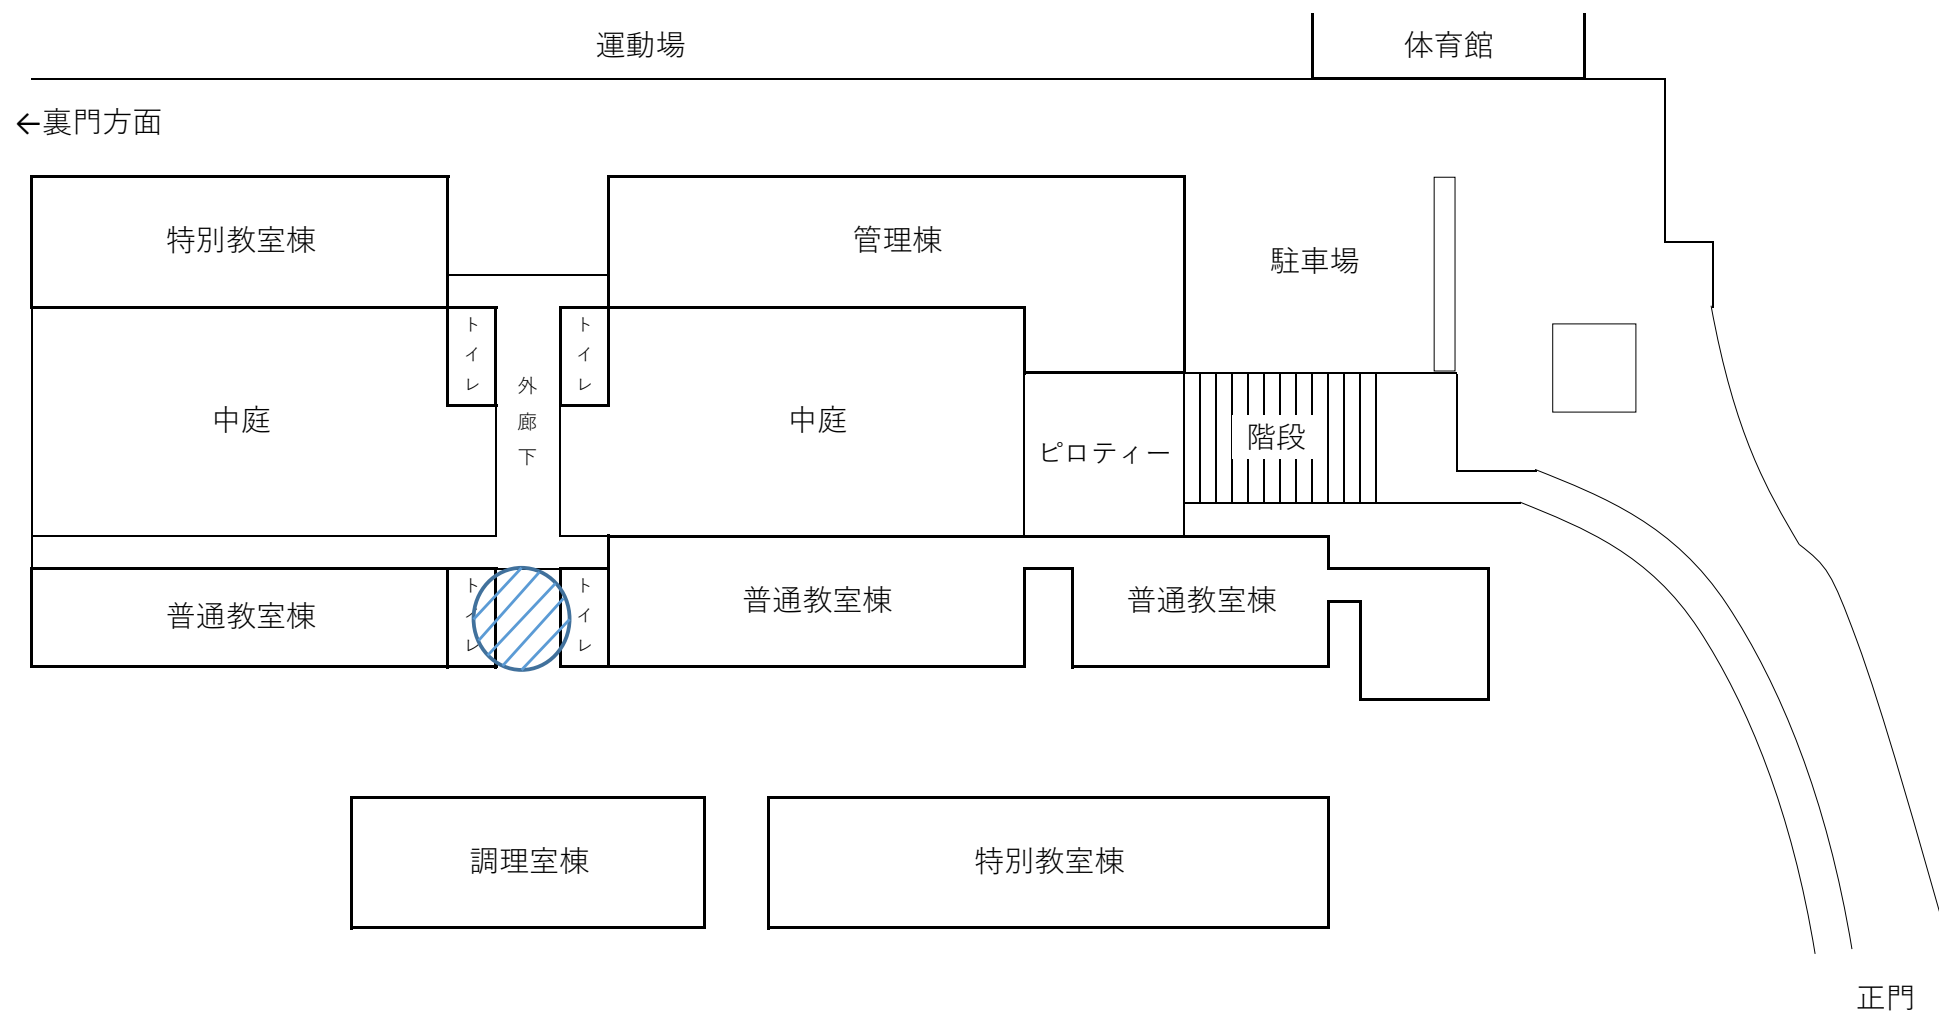 運動場
体育館
←裏門方面
特別教室棟
管理棟
駐車場
トイレ
トイレ
外廊下
中庭
中庭
ピロティー
階段
普通教室棟
トイレ
トイレ
普通教室棟
普通教室棟
調理室棟
特別教室棟
正門